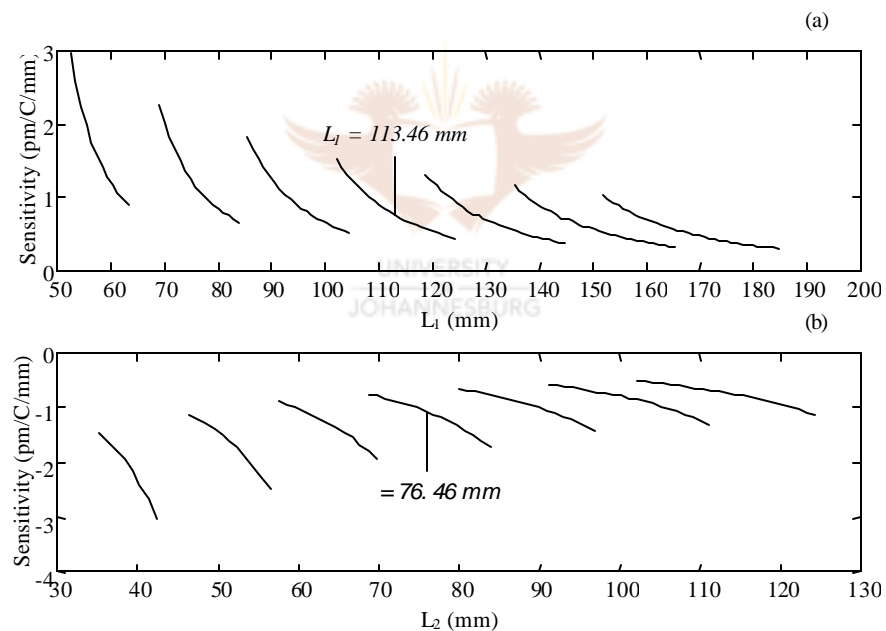 (a)
3
2
1
0
Sensitivity (pm/C/mm)
L1 = 113.46 mm
UNIVERSITY
JOHANNESBURG
50 60 70 80 90 100 110 120 130 140 150 160 170 180 190 200
L1 (mm)
(b)
0
-1
-2
-3
-4
Sensitivity (pm/C/mm)
= 76. 46 mm
30 40 50 60 70 80 90 100 110 120 130
L2 (mm)